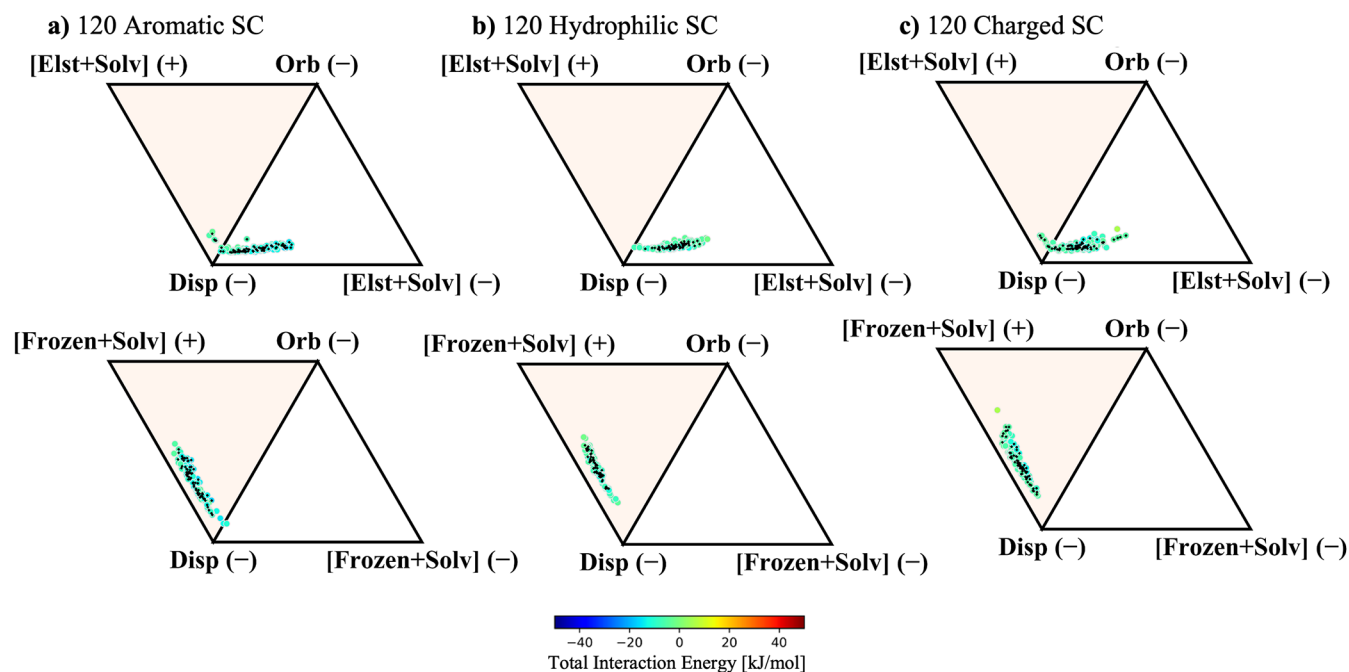 a) 120 Aromatic SC
b) 120 Hydrophilic SC
c) 120 Charged SC
[Elst+Solv] (+) Orb (−)
[Elst+Solv] (+) Orb (−)
[Elst+Solv] (+) Orb (−)
Disp (−) [Elst+Solv] (−)
Disp (−) [Elst+Solv] (−)
Disp (−) [Elst+Solv] (−)
[Frozen+Solv] (+) Orb (−)
[Frozen+Solv] (+) Orb (−)
[Frozen+Solv] (+) Orb (−)
Disp (−) [Frozen+Solv] (−)
Disp (−) [Frozen+Solv] (−)
Disp (−) [Frozen+Solv] (−)
−40 −20 0 20 40
Total Interaction Energy [kJ/mol]